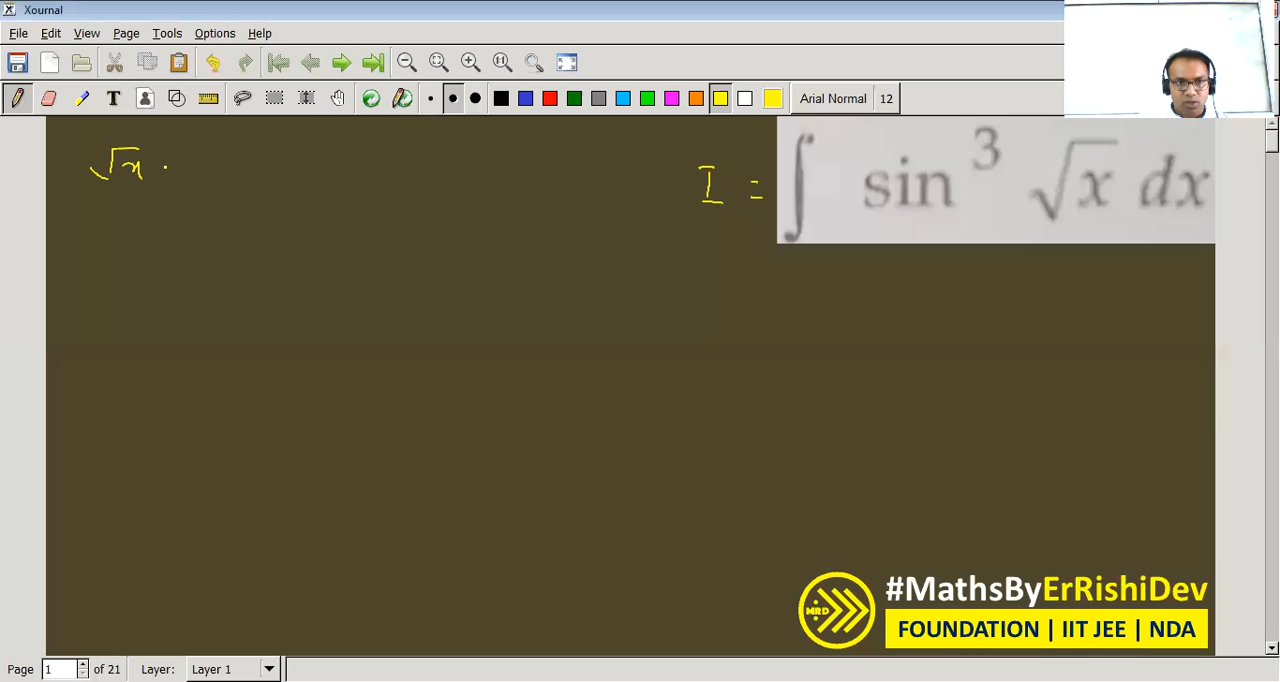 Xournal
File Edit View Page Tools Options Help
Arial Normal 12
√x
I = ∫ sin³ √x dx
MRD
#MathsByErRishiDev
FOUNDATION | IIT JEE | NDA
Page 1 of 21 Layer: Layer 1